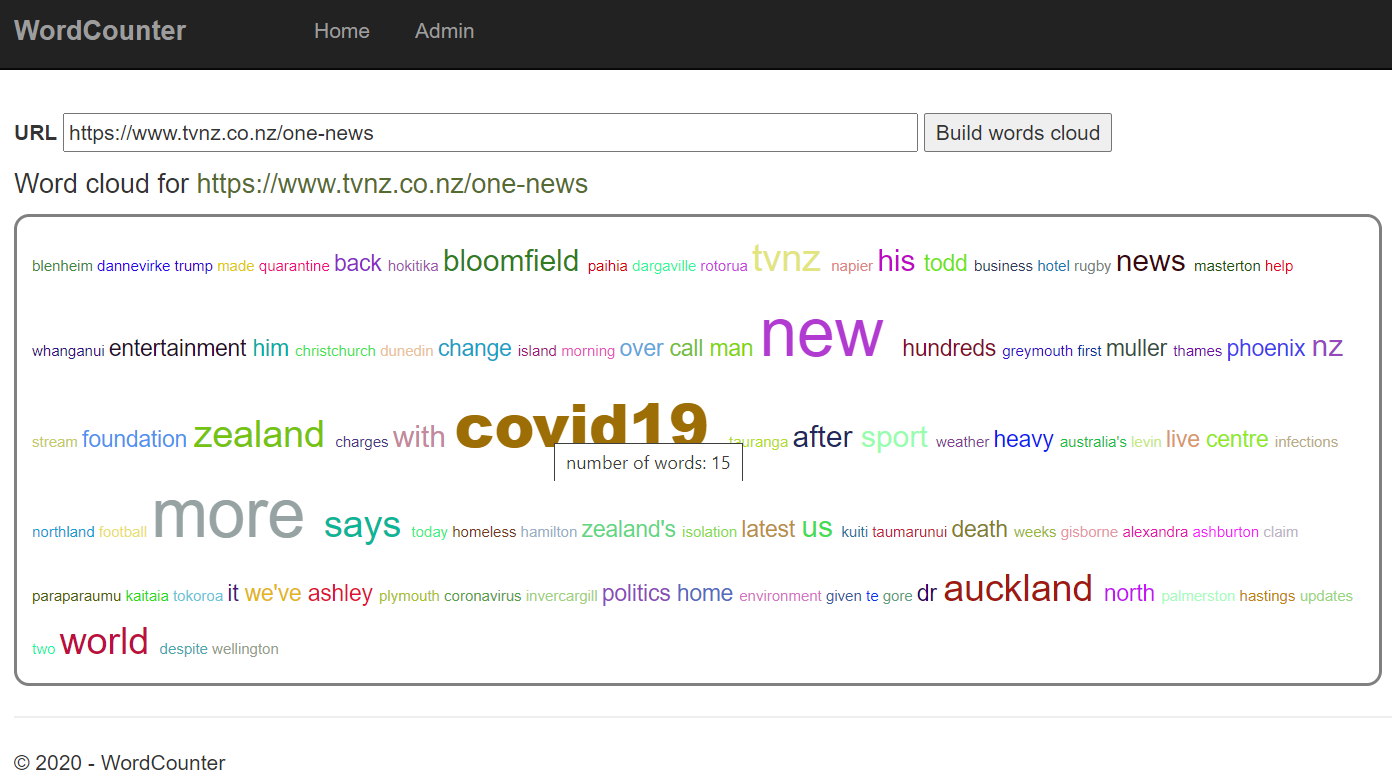 WordCounter Home Admin
URL https://www.tvnz.co.nz/one-news Build words cloud
Word cloud for https://www.tvnz.co.nz/one-news
blenheim dannevirke trump made quarantine back hokitika bloomfield paihia dargaville rotorua tvnz napier his todd business hotel rugby news masterton help
whanganui entertainment him christchurch dunedin change island morning over call man new hundreds greymouth first muller thames phoenix nz
stream foundation zealand charges with covid19 tauranga after sport weather heavy australia's levin live centre infections
number of words: 15
northland football more says today homeless hamilton zealand's isolation latest us kuiti taumarunui death weeks gisborne alexandra ashburton claim
paraparaumu kaitaia tokoroa it we've ashley plymouth coronavirus invercargill politics home environment given te gore dr auckland north palmerston hastings updates
two world despite wellington
© 2020 - WordCounter